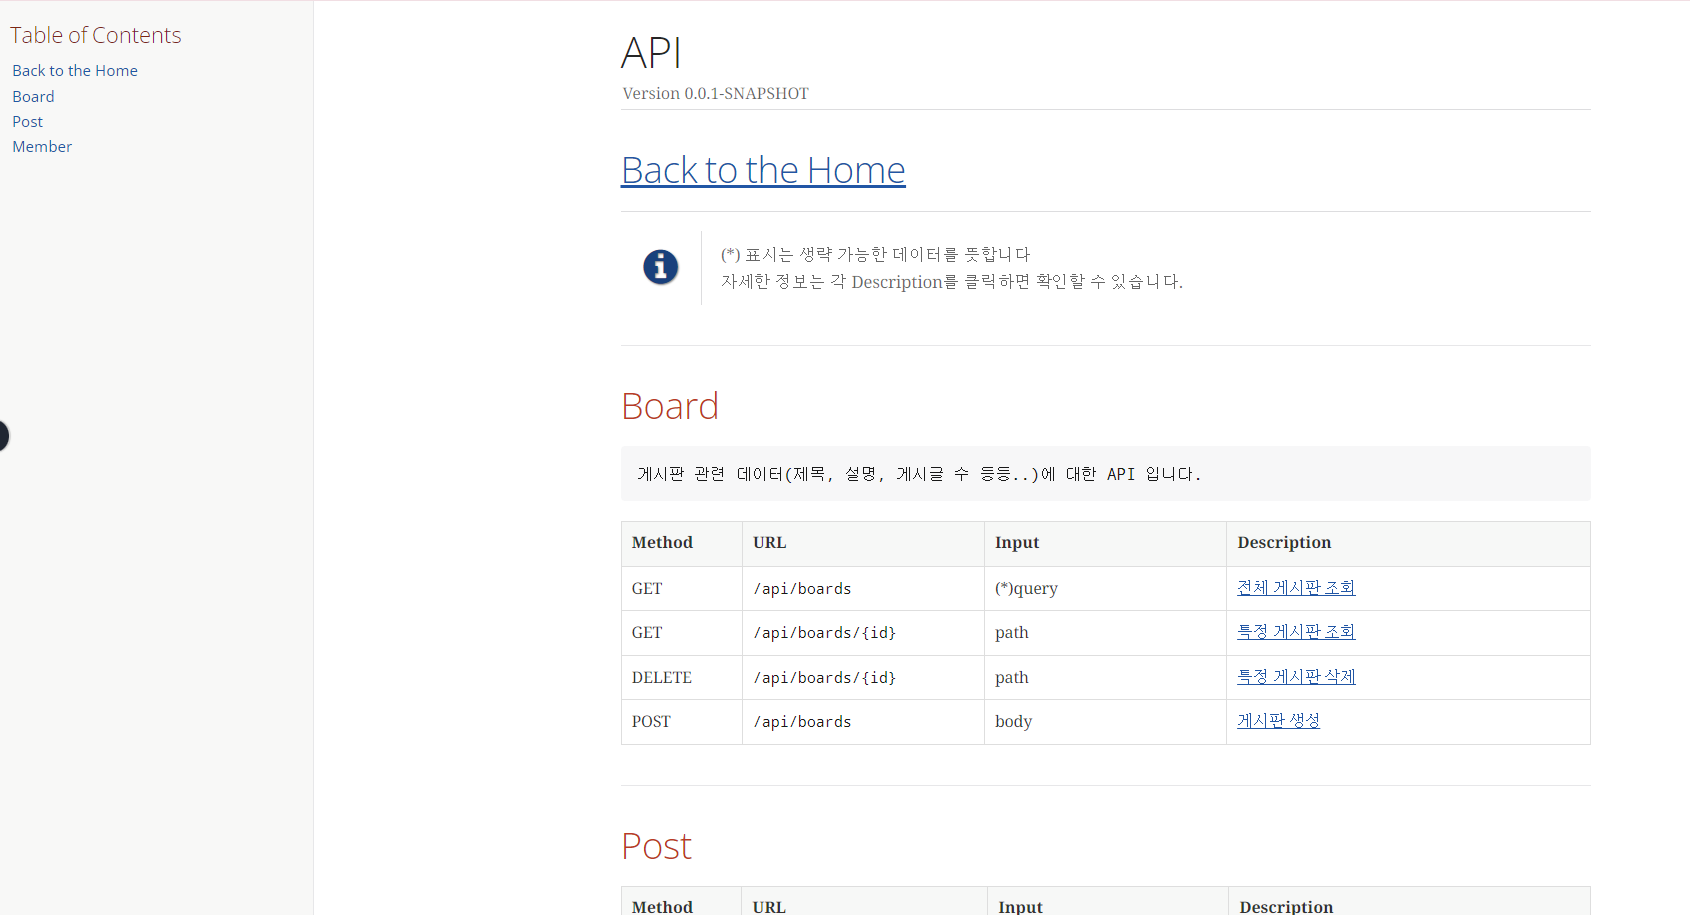 Table of Contents
Back to the Home
Board
Post
Member
API
Version 0.0.1-SNAPSHOT
Back to the Home
(*) 표시는 생략 가능한 데이터를 뜻합니다
자세한 정보는 각 Description를 클릭하면 확인할 수 있습니다.
Board
게시판 관련 데이터(제목, 설명, 게시글 수 등등..)에 대한 API 입니다.
Method URL Input Description
GET /api/boards (*)query 전체 게시판 조회
GET /api/boards/{id} path 특정 게시판 조회
DELETE /api/boards/{id} path 특정 게시판 삭제
POST /api/boards body 게시판 생성
Post
Method URL Input Description